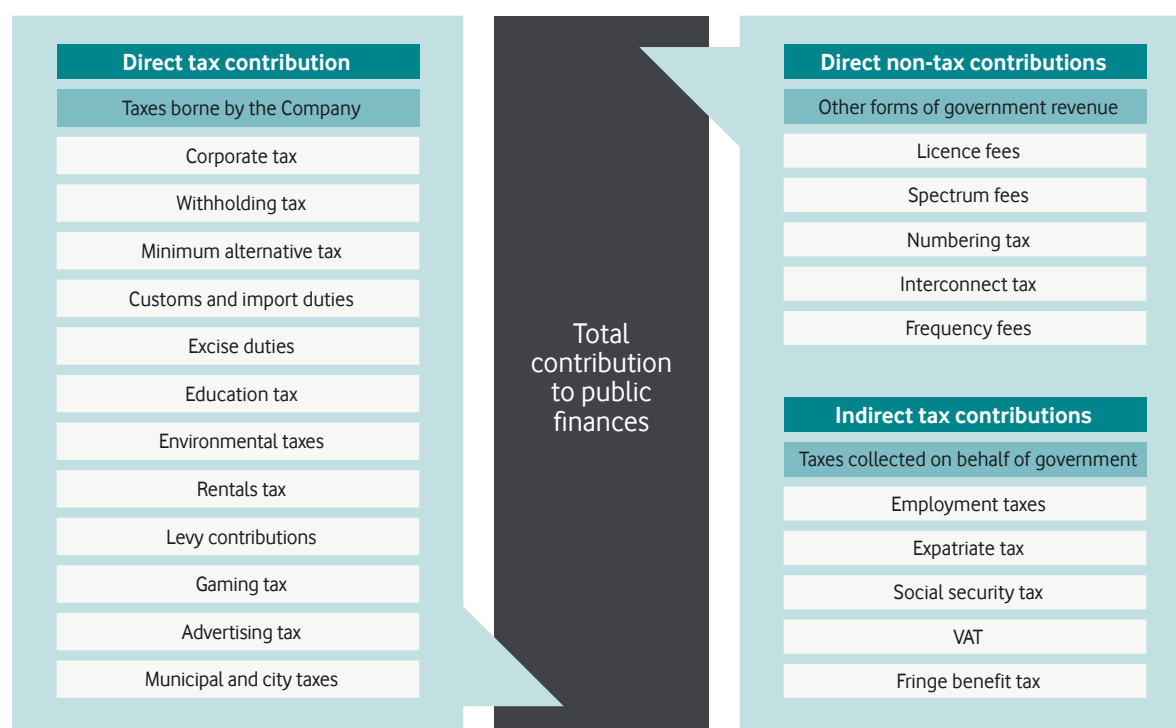 Direct tax contribution
Taxes borne by the Company
Corporate tax
Withholding tax
Minimum alternative tax
Customs and import duties
Excise duties
Education tax
Environmental taxes
Rentals tax
Levy contributions
Gaming tax
Advertising tax
Municipal and city taxes
Total
contribution
to public
finances
Direct non-tax contributions
Other forms of government revenue
Licence fees
Spectrum fees
Numbering tax
Interconnect tax
Frequency fees
Indirect tax contributions
Taxes collected on behalf of government
Employment taxes
Expatriate tax
Social security tax
VAT
Fringe benefit tax